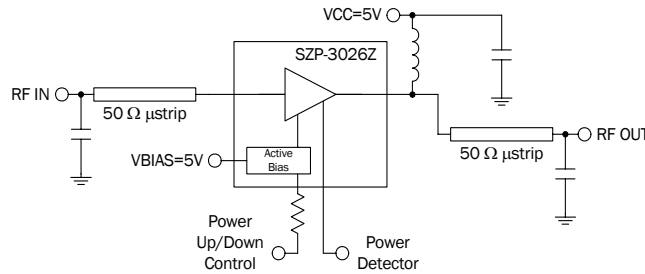 VCC=5V
SZP-3026Z
RF IN
50 Ω μstrip
RF OUT
50 Ω μstrip
VBIAS=5V
Active
Bias
Power
Up/Down
Control
Power
Detector